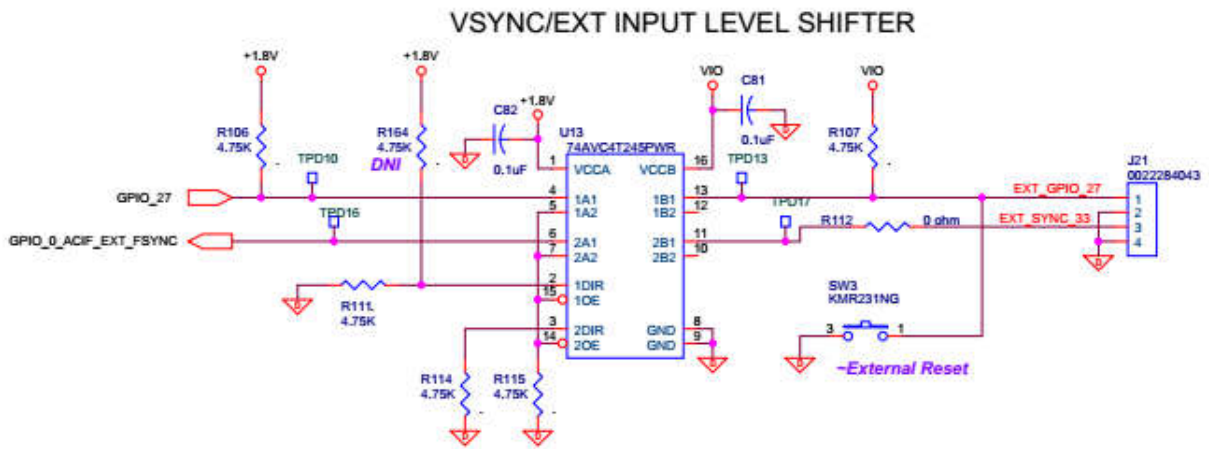 VSYNC/EXT INPUT LEVEL SHIFTER
+1.8V
+1.8V
VIO
C81
VIO
C82
+1.8V
0.1uF
R106
4.75K
R164
4.75K
DNI
0.1uF
U13
74AVC4T245PWR
R107
4.75K
TPD10
TPD13
J21
0022284043
1
VCCA
VCCB
16
GPIO_27
4
1A1
1B1
13
EXT_GPIO_27
1
TPD16
5
1A2
1B2
12
TPD17
R112
0 ohm
EXT_SYNC_33
2
3
4
GPIO_0_ACIF_EXT_FSYNC
6
2A1
2B1
11
7
2A2
2B2
10
R111.
4.75K
2
1DIR
15
1OE
SW3
KMR231NG
3
2DIR
GND
8
14
2OE
GND
9
3
1
~External Reset
R114
4.75K
R115
4.75K
D
D
D
D
D
D
D
D